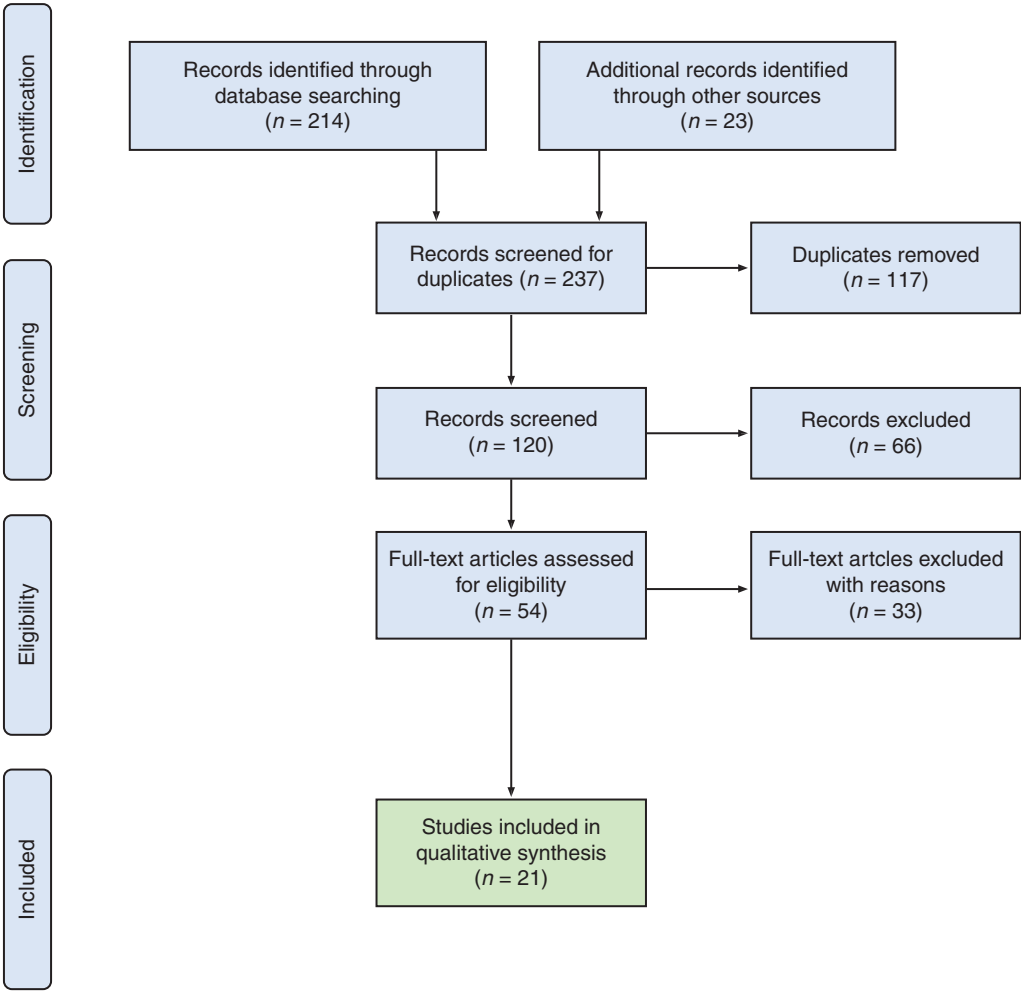 Identification
Records identified through
database searching
(n = 214)
Additional records identified
through other sources
(n = 23)
Records screened for
duplicates (n = 237)
Duplicates removed
(n = 117)
Screening
Records screened
(n = 120)
Records excluded
(n = 66)
Eligibility
Full-text articles assessed
for eligibility
(n = 54)
Full-text artcles excluded
with reasons
(n = 33)
Included
Studies included in
qualitative synthesis
(n = 21)